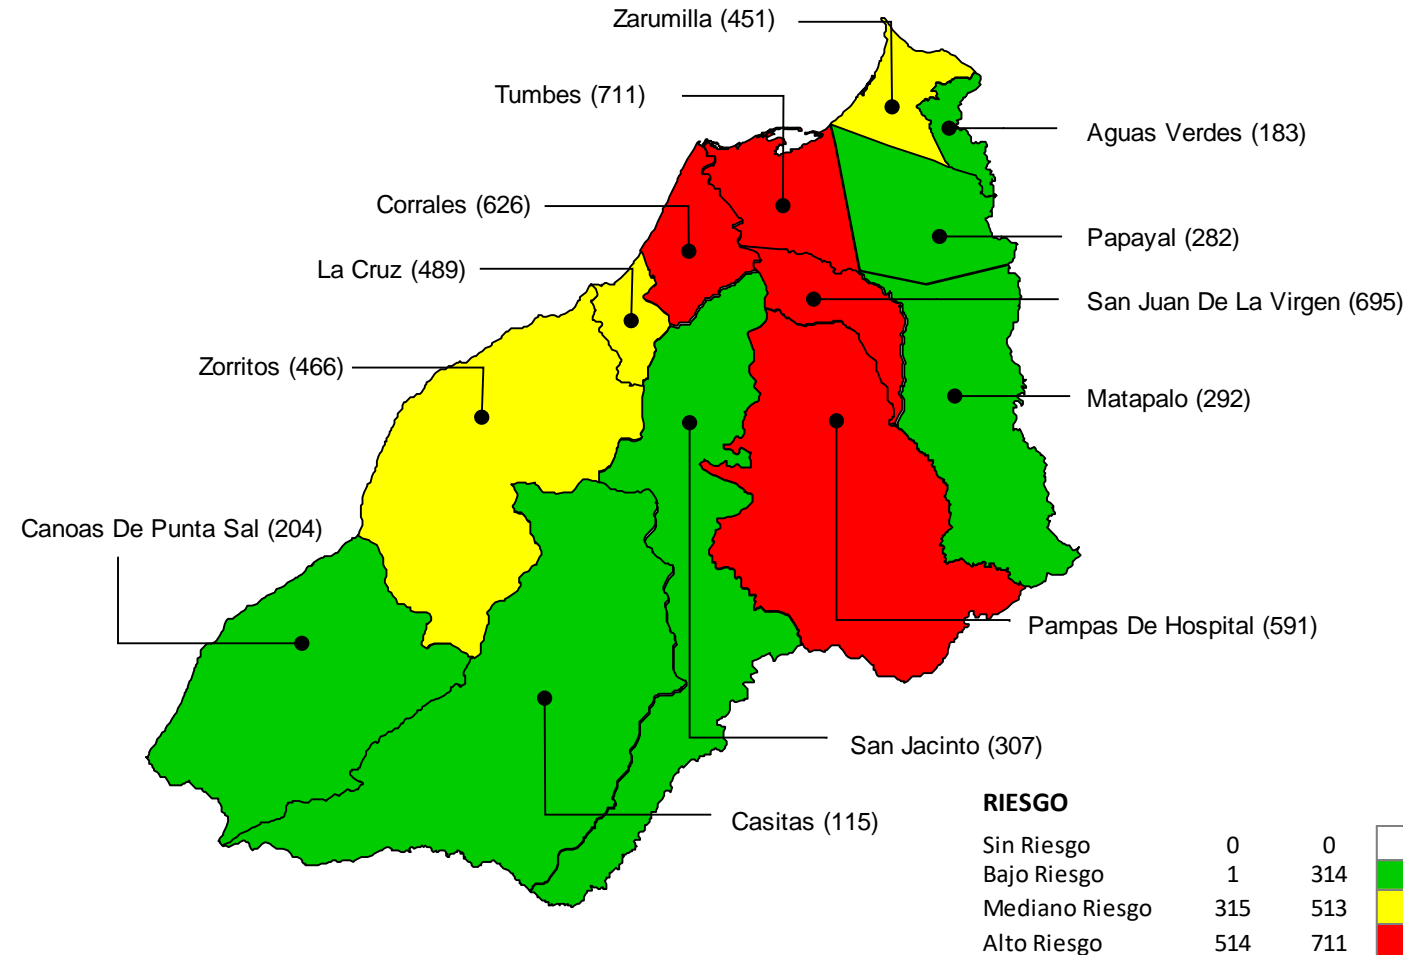 Zarumilla (451)
Tumbes (711)
Aguas Verdes (183)
Corrales (626)
Papayal (282)
La Cruz (489)
San Juan De La Virgen (695)
Zorritos (466)
Matapalo (292)
Canoas De Punta Sal (204)
Pampas De Hospital (591)
San Jacinto (307)
Casitas (115)
RIESGO
Sin Riesgo 0 0
Bajo Riesgo 1 314
Mediano Riesgo 315 513
Alto Riesgo 514 711